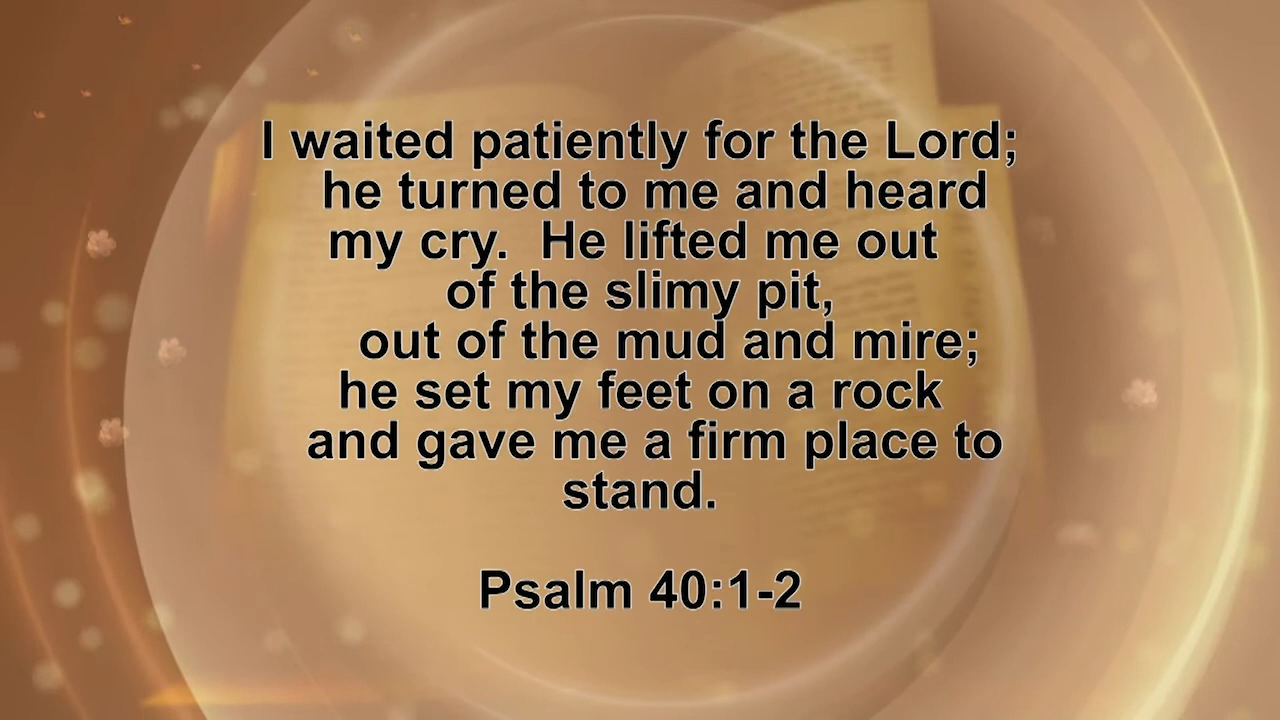 I waited patiently for the Lord;
he turned to me and heard
my cry.  He lifted me out
of the slimy pit,
out of the mud and mire;
he set my feet on a rock
and gave me a firm place to
stand.
Psalm 40:1-2